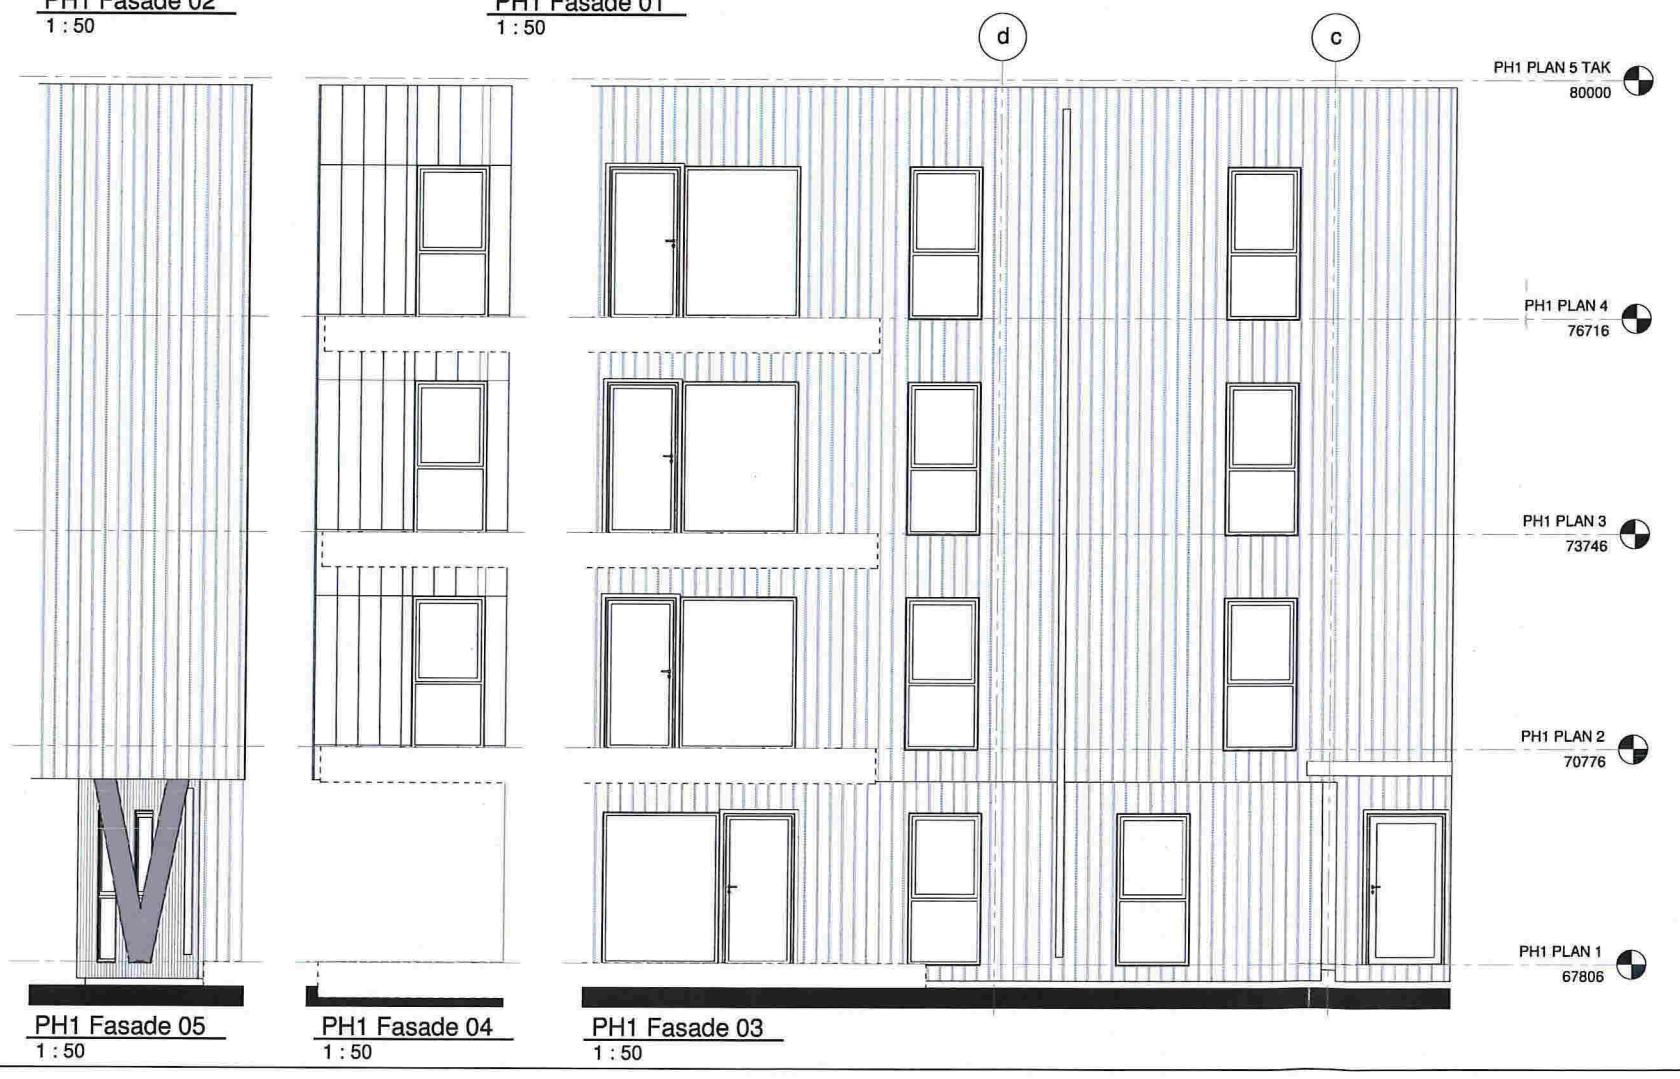 PH1 Fasade 02
1 : 50
PH1 Fasade 01
1 : 50
d
c
PH1 PLAN 5 TAK
80000
PH1 PLAN 4
76716
PH1 PLAN 3
73746
PH1 PLAN 2
70776
PH1 PLAN 1
67806
PH1 Fasade 05
1 : 50
PH1 Fasade 04
1 : 50
PH1 Fasade 03
1 : 50